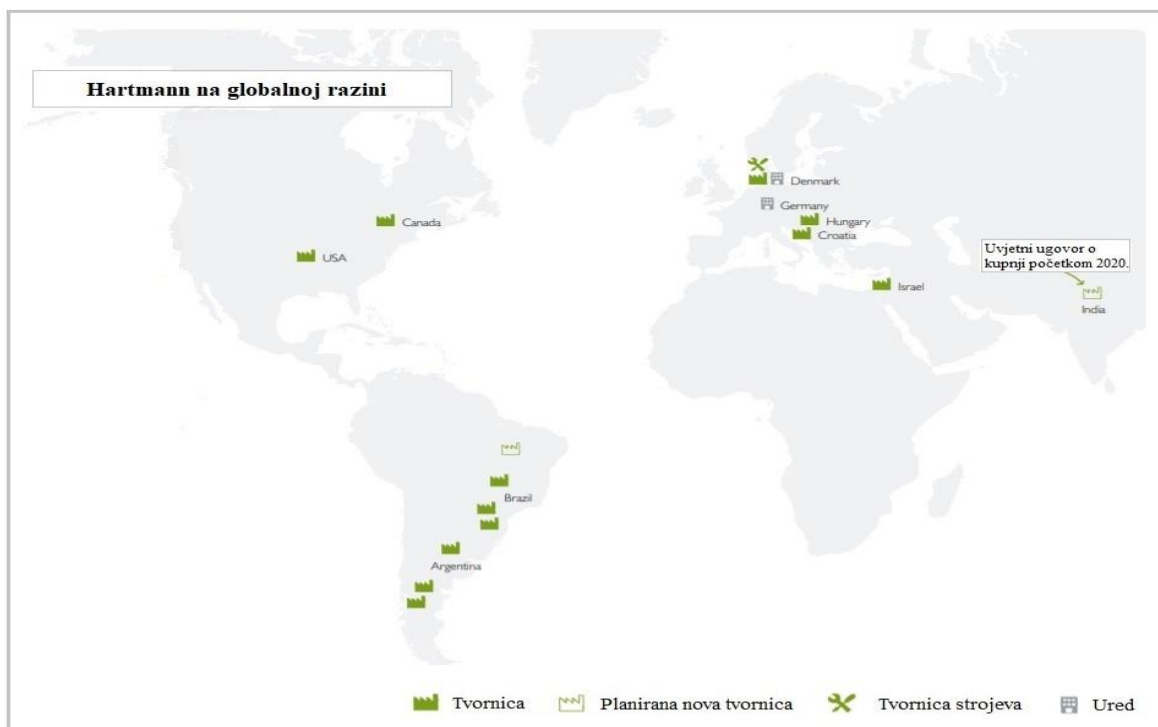 Hartmann na globalnoj razini
Denmark
Germany
Canada
Hungary
Croatia
USA
Uvjetni ugovor o
kupnji početkom 2020.
Israel
India
Brazil
Argentina
Tvornica
Planirana nova tvornica
Tvornica strojeva
Ured